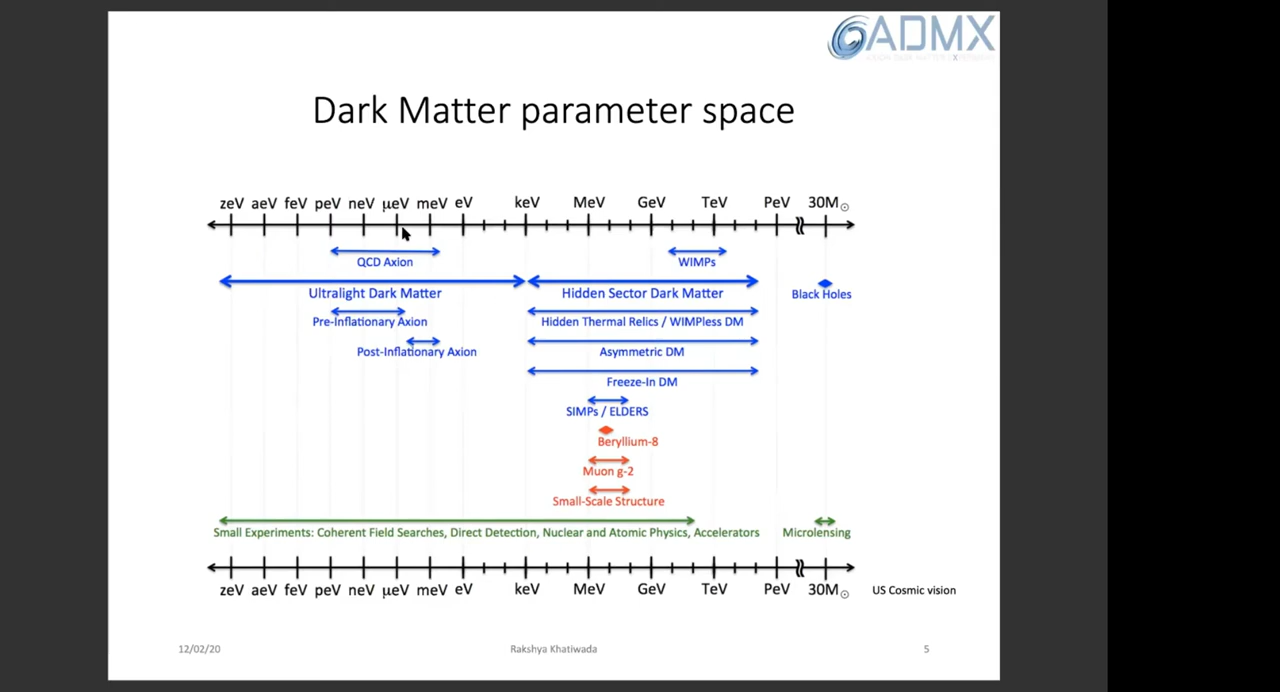 ADMX
Dark Matter parameter space
zeV aeV feV peV neV μeV meV eV keV MeV GeV TeV PeV 30M⊙
QCD Axion WIMPs
Ultralight Dark Matter Hidden Sector Dark Matter Black Holes
Pre-Inflationary Axion Hidden Thermal Relics / WIMPless DM
Post-Inflationary Axion Asymmetric DM
Freeze-In DM
SIMPs / ELDERS
Beryllium-8
Muon g-2
Small-Scale Structure
Small Experiments: Coherent Field Searches, Direct Detection, Nuclear and Atomic Physics, Accelerators Microlensing
zeV aeV feV peV neV μeV meV eV keV MeV GeV TeV PeV 30M⊙ US Cosmic vision
12/02/20 Rakshya Khatiwada 5